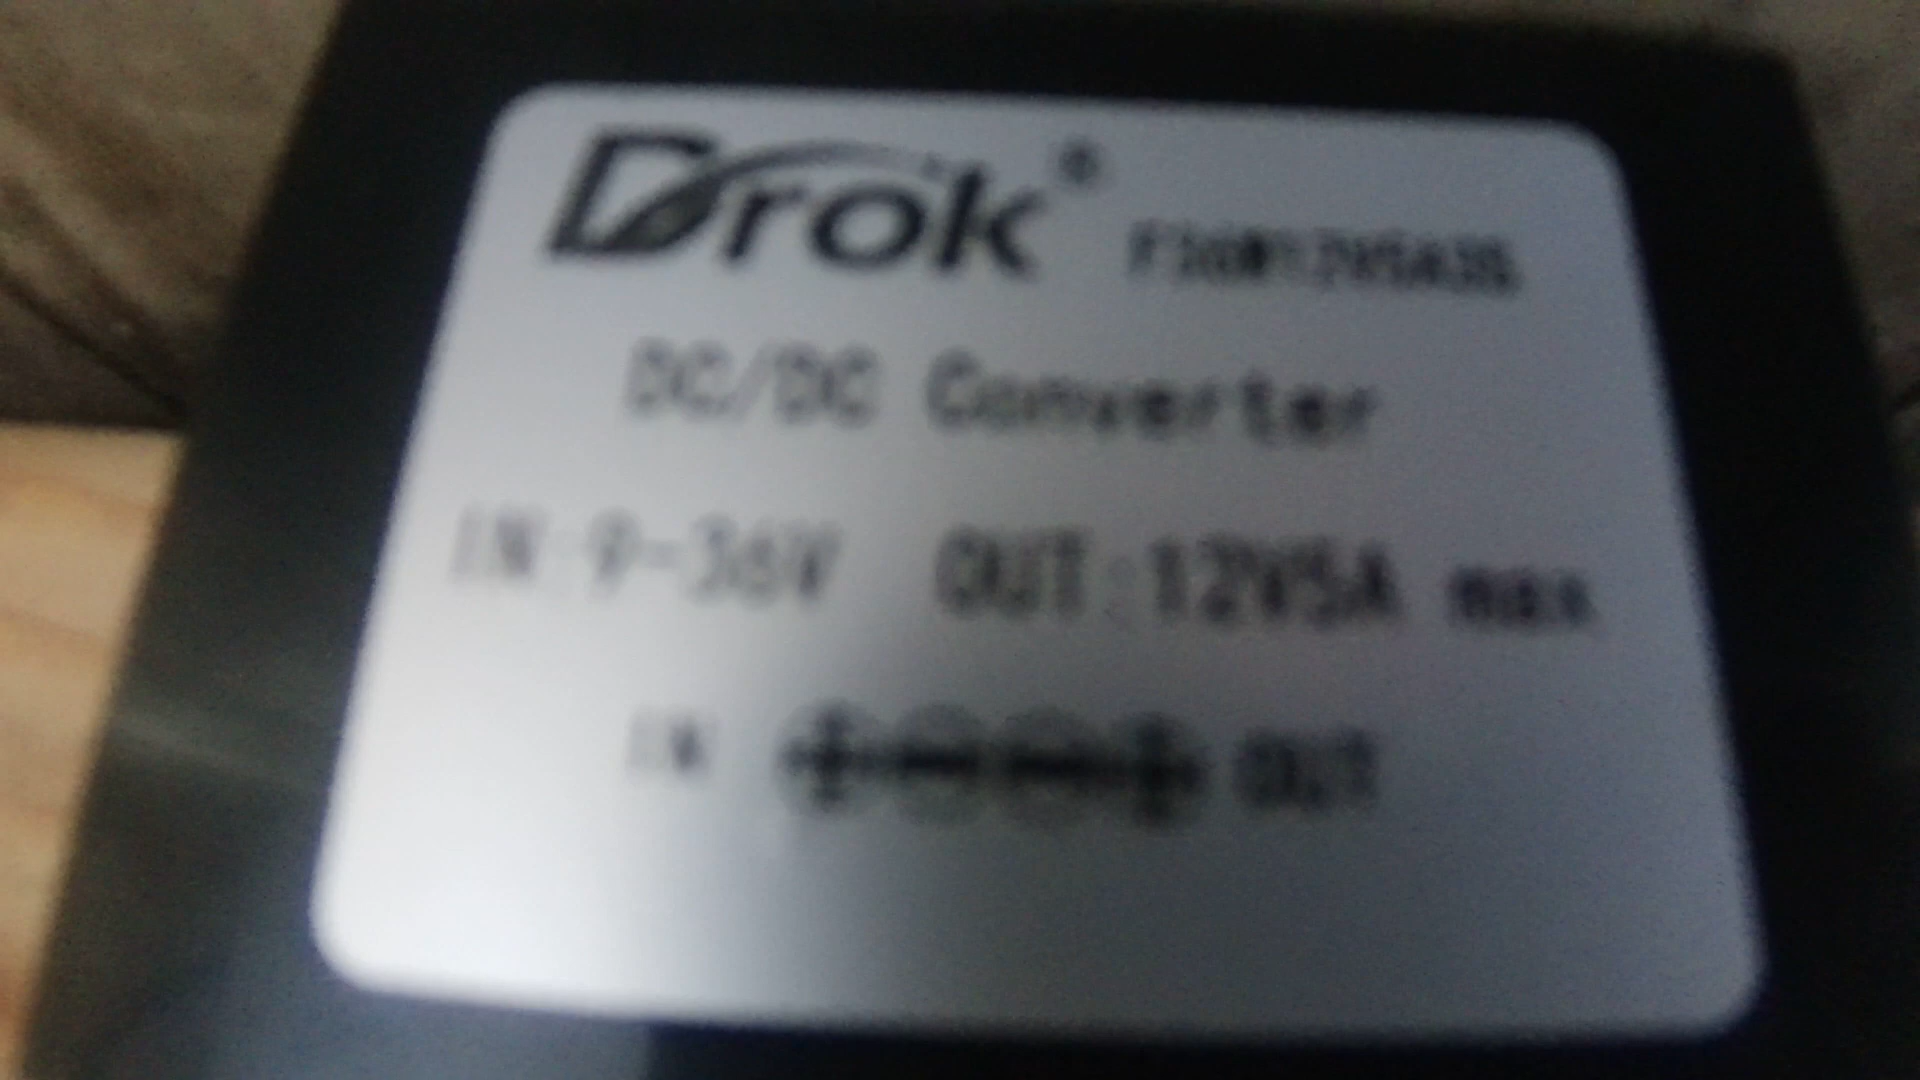 Drok®
DC/DC Converter
IN:9-36V OUT:12V5A max
IN OUT